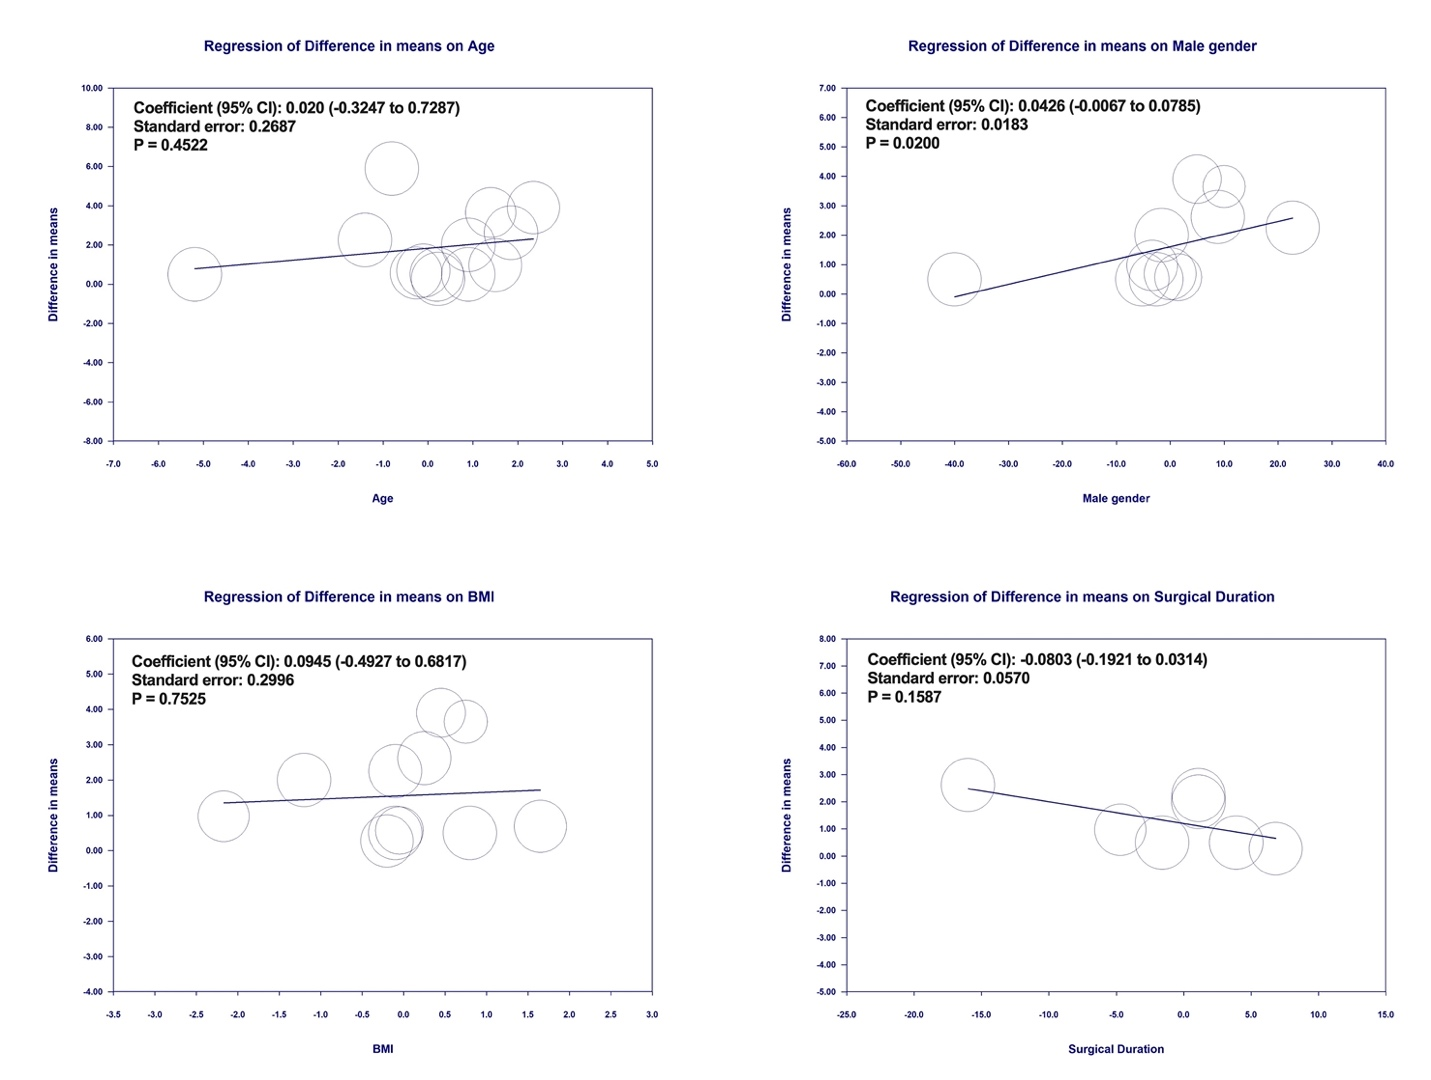 Regression of Difference in means on Age
10.00
8.00
6.00
4.00
2.00
0.00
-2.00
-4.00
-6.00
-8.00
Difference in means
Coefficient (95% CI): 0.020 (-0.3247 to 0.7287)
Standard error: 0.2687
P = 0.4522
-7.0 -6.0 -5.0 -4.0 -3.0 -2.0 -1.0 0.0 1.0 2.0 3.0 4.0 5.0
Age
Regression of Difference in means on Male gender
7.00
6.00
5.00
4.00
3.00
2.00
1.00
0.00
-1.00
-2.00
-3.00
-4.00
-5.00
Difference in means
Coefficient (95% CI): 0.0426 (-0.0067 to 0.0785)
Standard error: 0.0183
P = 0.0200
-60.0 -50.0 -40.0 -30.0 -20.0 -10.0 0.0 10.0 20.0 30.0 40.0
Male gender
Regression of Difference in means on BMI
6.00
5.00
4.00
3.00
2.00
1.00
0.00
-1.00
-2.00
-3.00
-4.00
Difference in means
Coefficient (95% CI): 0.0945 (-0.4927 to 0.6817)
Standard error: 0.2996
P = 0.7525
-3.5 -3.0 -2.5 -2.0 -1.5 -1.0 -0.5 0.0 0.5 1.0 1.5 2.0 3.0
BMI
Regression of Difference in means on Surgical Duration
8.00
7.00
6.00
5.00
4.00
3.00
2.00
1.00
0.00
-1.00
-2.00
-3.00
-4.00
-5.00
Difference in means
Coefficient (95% CI): -0.0803 (-0.1921 to 0.0314)
Standard error: 0.0570
P = 0.1587
-25.0 -20.0 -15.0 -10.0 -5.0 0.0 5.0 10.0 15.0
Surgical Duration